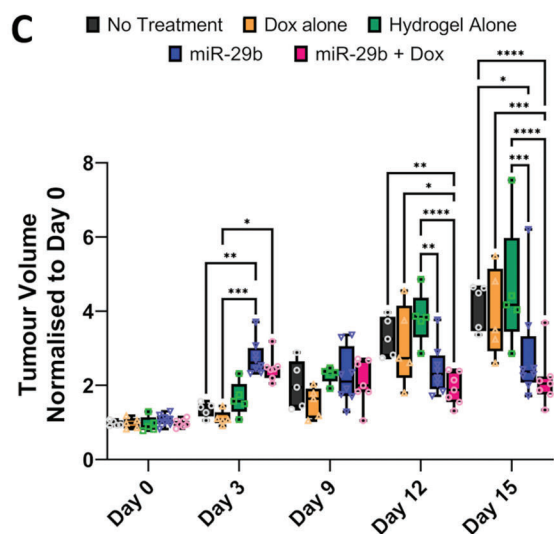 C
No Treatment Dox alone Hydrogel Alone
miR-29b miR-29b + Dox
****
*
***
****
***
**
*
****
**
*
**
***
8
6
4
2
0
Tumour Volume
Normalised to Day 0
Day 0 Day 3 Day 9 Day 12 Day 15